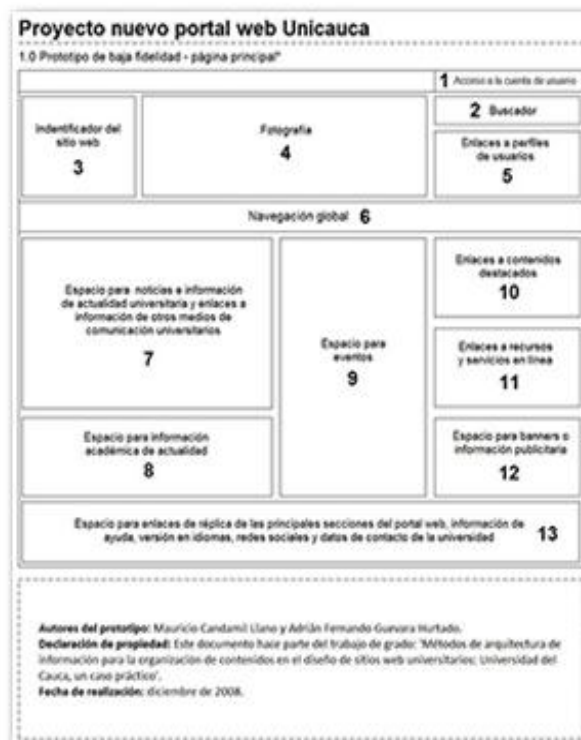 Proyecto nuevo portal web Unicauca
1.0 Prototipo de baja fidelidad - página principal*
1 Acceso a la cuenta de usuario
2 Buscador
Indentificador del
sitio web
3
Fotografía
4
Enlaces a perfiles
de usuarios
5
Navegación global 6
Espacio para noticias e información
de actualidad universitaria y enlaces a
información de otros medios de
comunicación universitarios
7
Espacio para información
académica de actualidad
8
Espacio para
eventos
9
Enlaces a contenidos
destacados
10
Enlaces a recursos
y servicios en línea
11
Espacio para banners o
información publicitaria
12
Espacio para enlaces de réplica de las principales secciones del portal web, información de
ayuda, versión en idiomas, redes sociales y datos de contacto de la universidad
13
Autores del prototipo: Mauricio Candamil Llano y Adrián Fernando Guevara Hurtado.
Declaración de propiedad: Este documento hace parte del trabajo de grado: 'Métodos de arquitectura de
información para la organización de contenidos en el diseño de sitios web universitarios: Universidad del
Cauca, un caso práctico'.
Fecha de realización: diciembre de 2008.